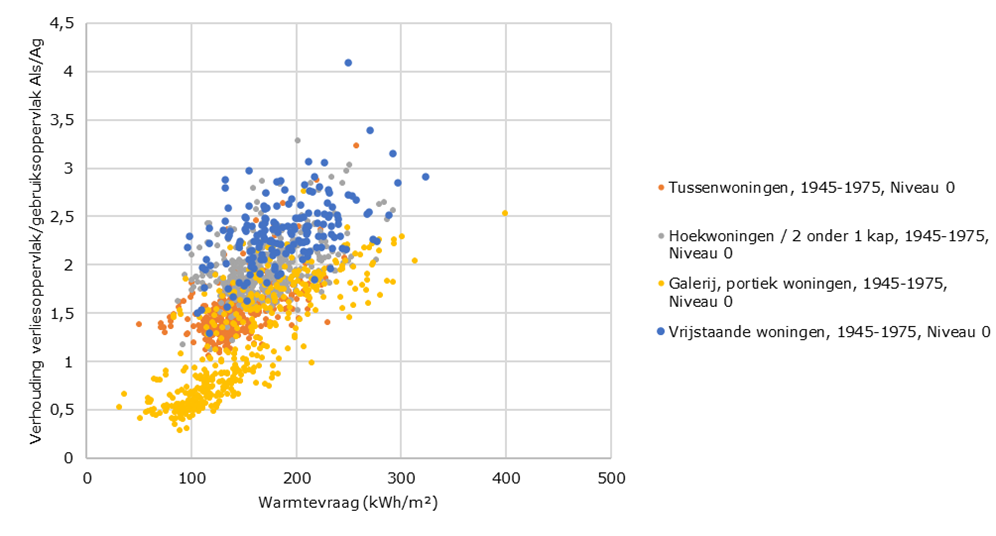 4,5
4
3,5
3
2,5
2
1,5
1
0,5
0
Verhouding verliesoppervlak/gebruiksoppervlak Als/Ag
0 100 200 300 400 500
Warmtevraag (kWh/m²)
Tussenwoningen, 1945-1975, Niveau 0
Hoekwoningen / 2 onder 1 kap, 1945-1975,
Niveau 0
Galerij, portiek woningen, 1945-1975,
Niveau 0
Vrijstaande woningen, 1945-1975, Niveau 0